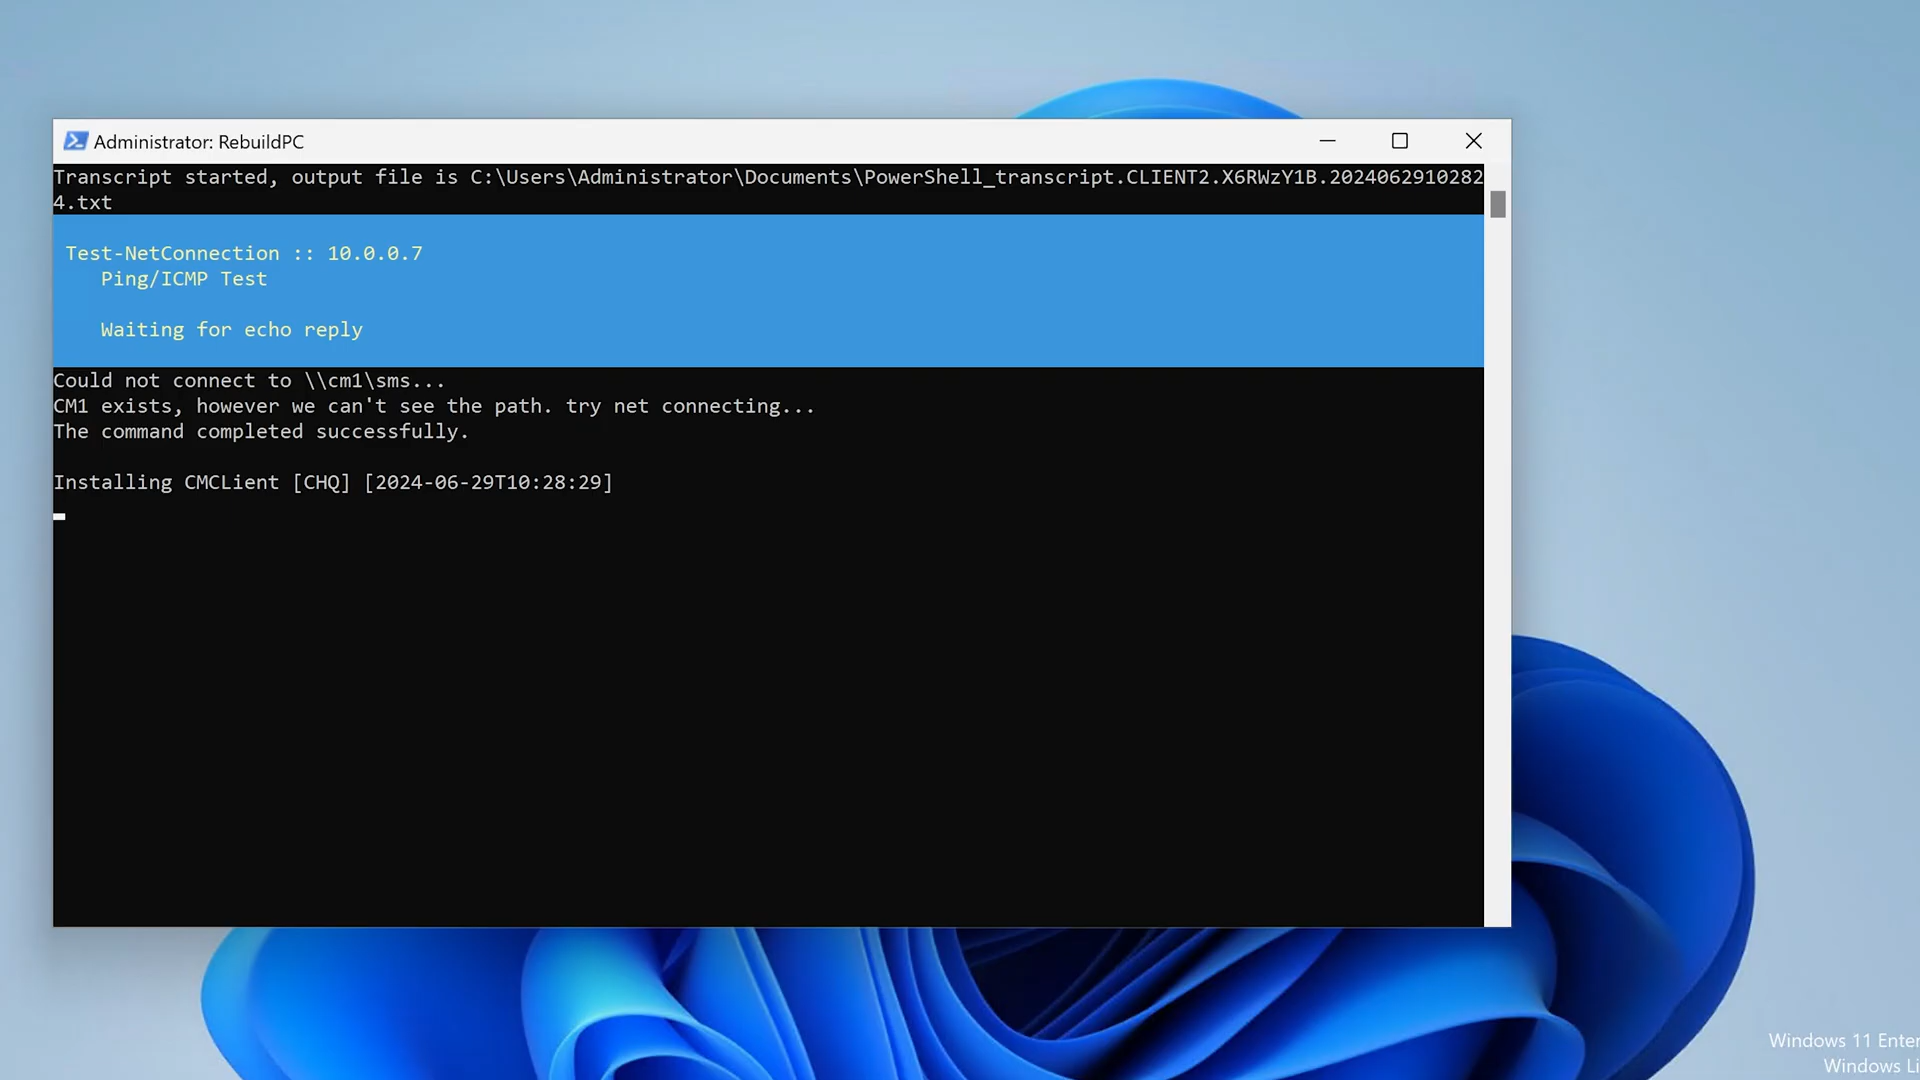 Administrator: RebuildPC
Transcript started, output file is C:\Users\Administrator\Documents\PowerShell_transcript.CLIENT2.X6RWzY1B.2024062910282
4.txt
Test-NetConnection :: 10.0.0.7
Ping/ICMP Test
Waiting for echo reply
Could not connect to \\cm1\sms...
CM1 exists, however we can't see the path. try net connecting...
The command completed successfully.
Installing CMCLient [CHQ] [2024-06-29T10:28:29]
Windows 11 Enter
Windows Li